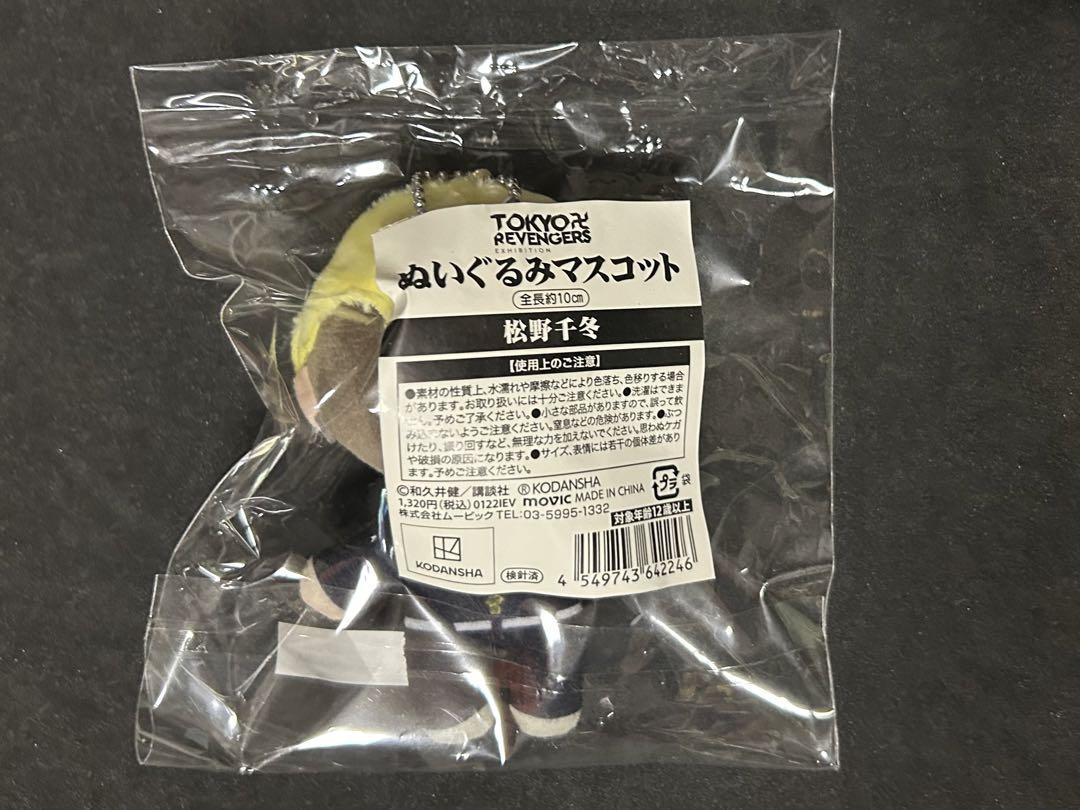 TOKYO卍
REVENGERS
EXHIBITION
ぬいぐるみマスコット
全長約10cm
松野千冬
【使用上のご注意】
●素材の性質上、水濡れや摩擦などにより色落ち、色移りする場合
があります。お取り扱いには十分ご注意ください。●洗濯はできま
。予めご了承ください。●小さな部品がありますので、誤って飲
み込まないようご注意ください。窒息などの危険があります。●ぶつ
けたり、振り回すなど、無理な力を加えないでください。思わぬケガ
や破損の原因になります。●サイズ、表情には若干の個体差があり
ます。予めご注意ください。
©和久井健/講談社 ®KODANSHA
1,320円(税込)0122IEV movic MADE IN CHINA
プラ 袋
株式会社ムービック TEL:03-5995-1332
対象年齢12歳以上
KODANSHA
検針済
4 549743 642246